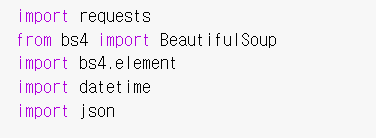 import requests
from bs4 import BeautifulSoup
import bs4.element
import datetime
import json